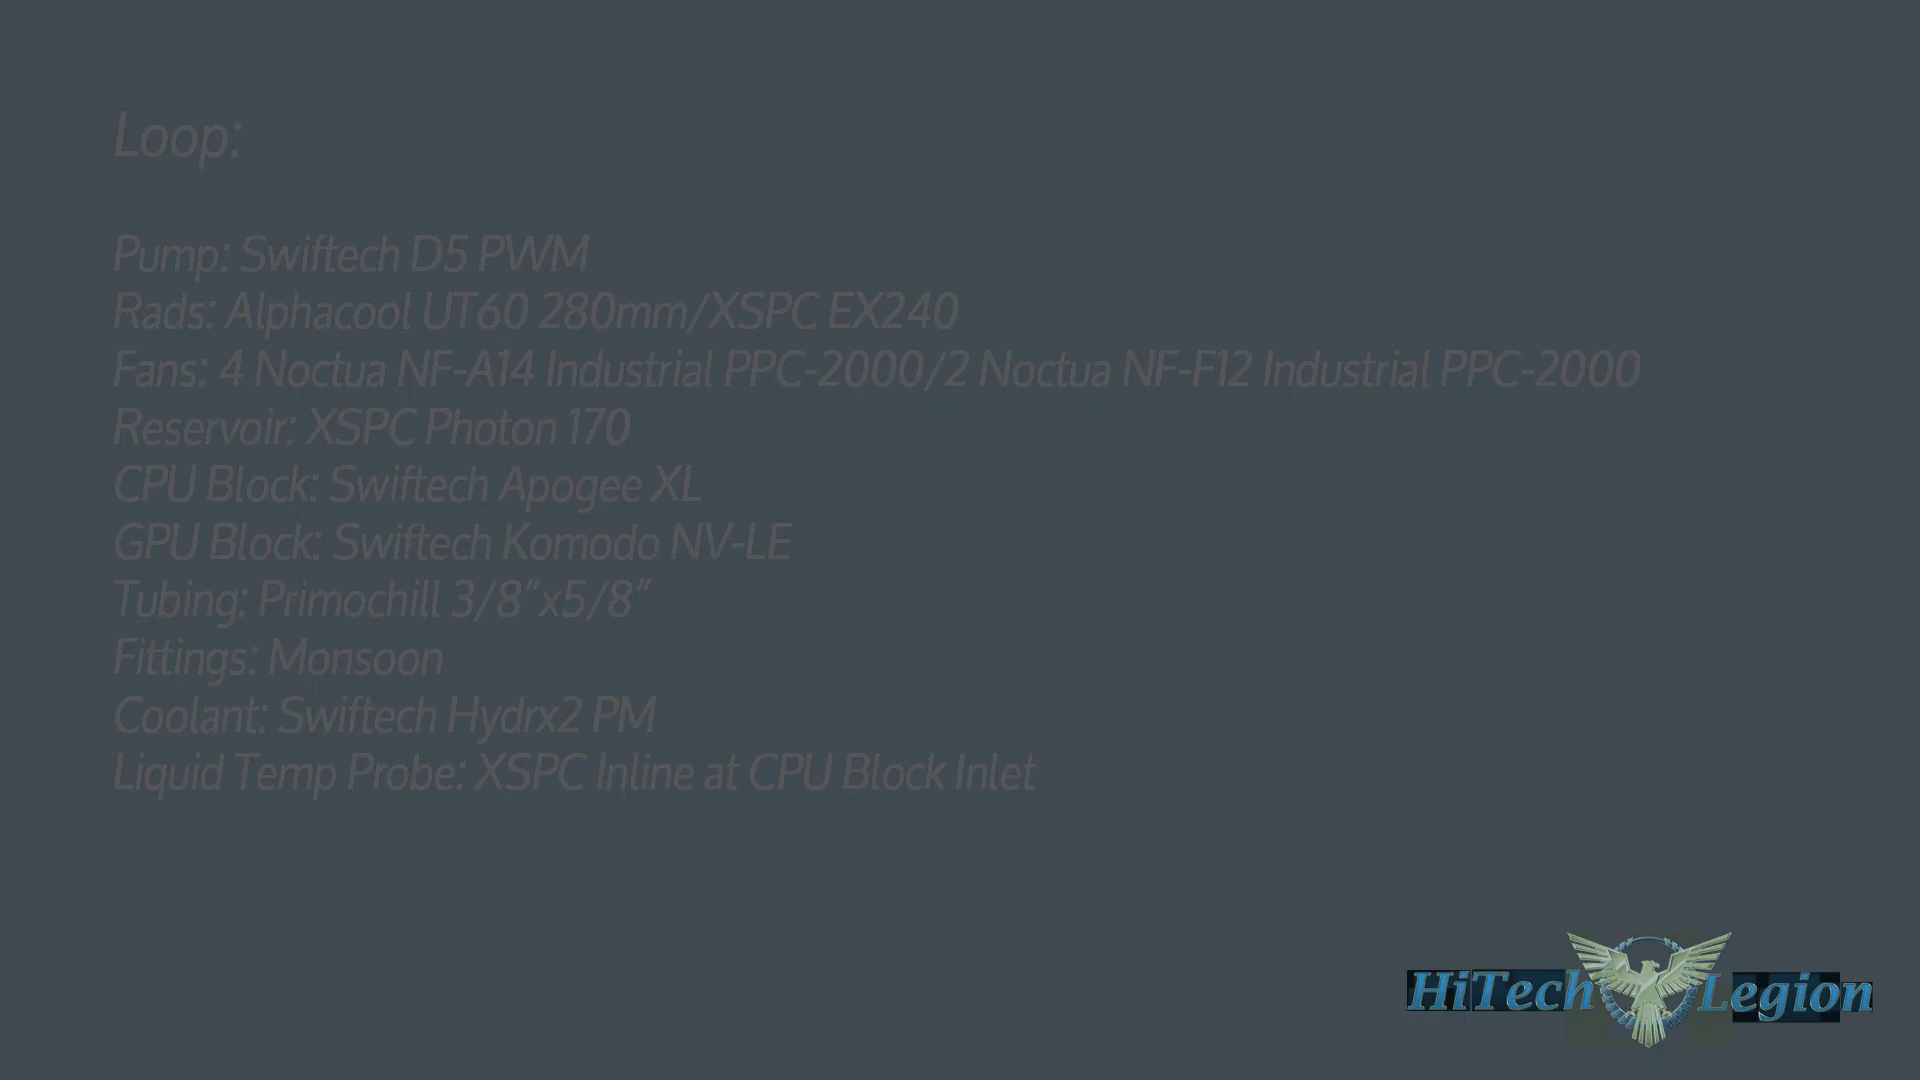 Loop:
Pump: Swiftech D5 PWM
Rads: Alphacool UT60 280mm/XSPC EX240
Fans: 4 Noctua NF-A14 Industrial PPC-2000/2 Noctua NF-F12 Industrial PPC-2000
Reservoir: XSPC Photon 170
CPU Block: Swiftech Apogee XL
GPU Block: Swiftech Komodo NV-LE
Tubing: Primochill 3/8"x5/8"
Fittings: Monsoon
Coolant: Swiftech Hydrx2 PM
Liquid Temp Probe: XSPC Inline at CPU Block Inlet
HiTech Legion